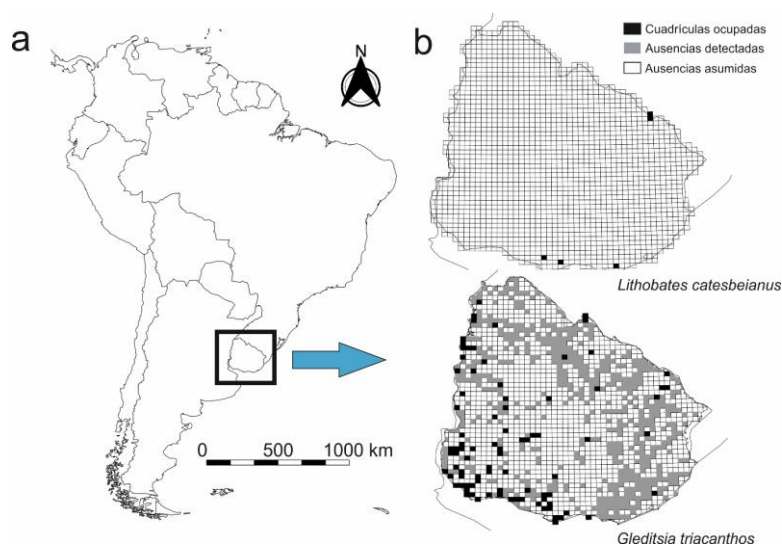 a
N
0 500 1000 km
b
Cuadrículas ocupadas
Ausencias detectadas
Ausencias asumidas
Lithobates catesbeianus
Gleditsia triacanthos